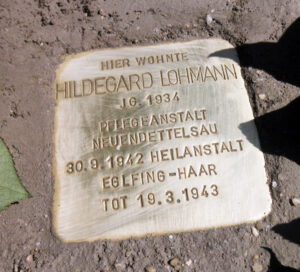 HIER WOHNTE
HILDEGARD LOHMANN
JG. 1934
PFLEGEANSTALT
NEUENDETTELSAU
30.9.1942 HEILANSTALT
EGLFING-HAAR
TOT 19.3.1943